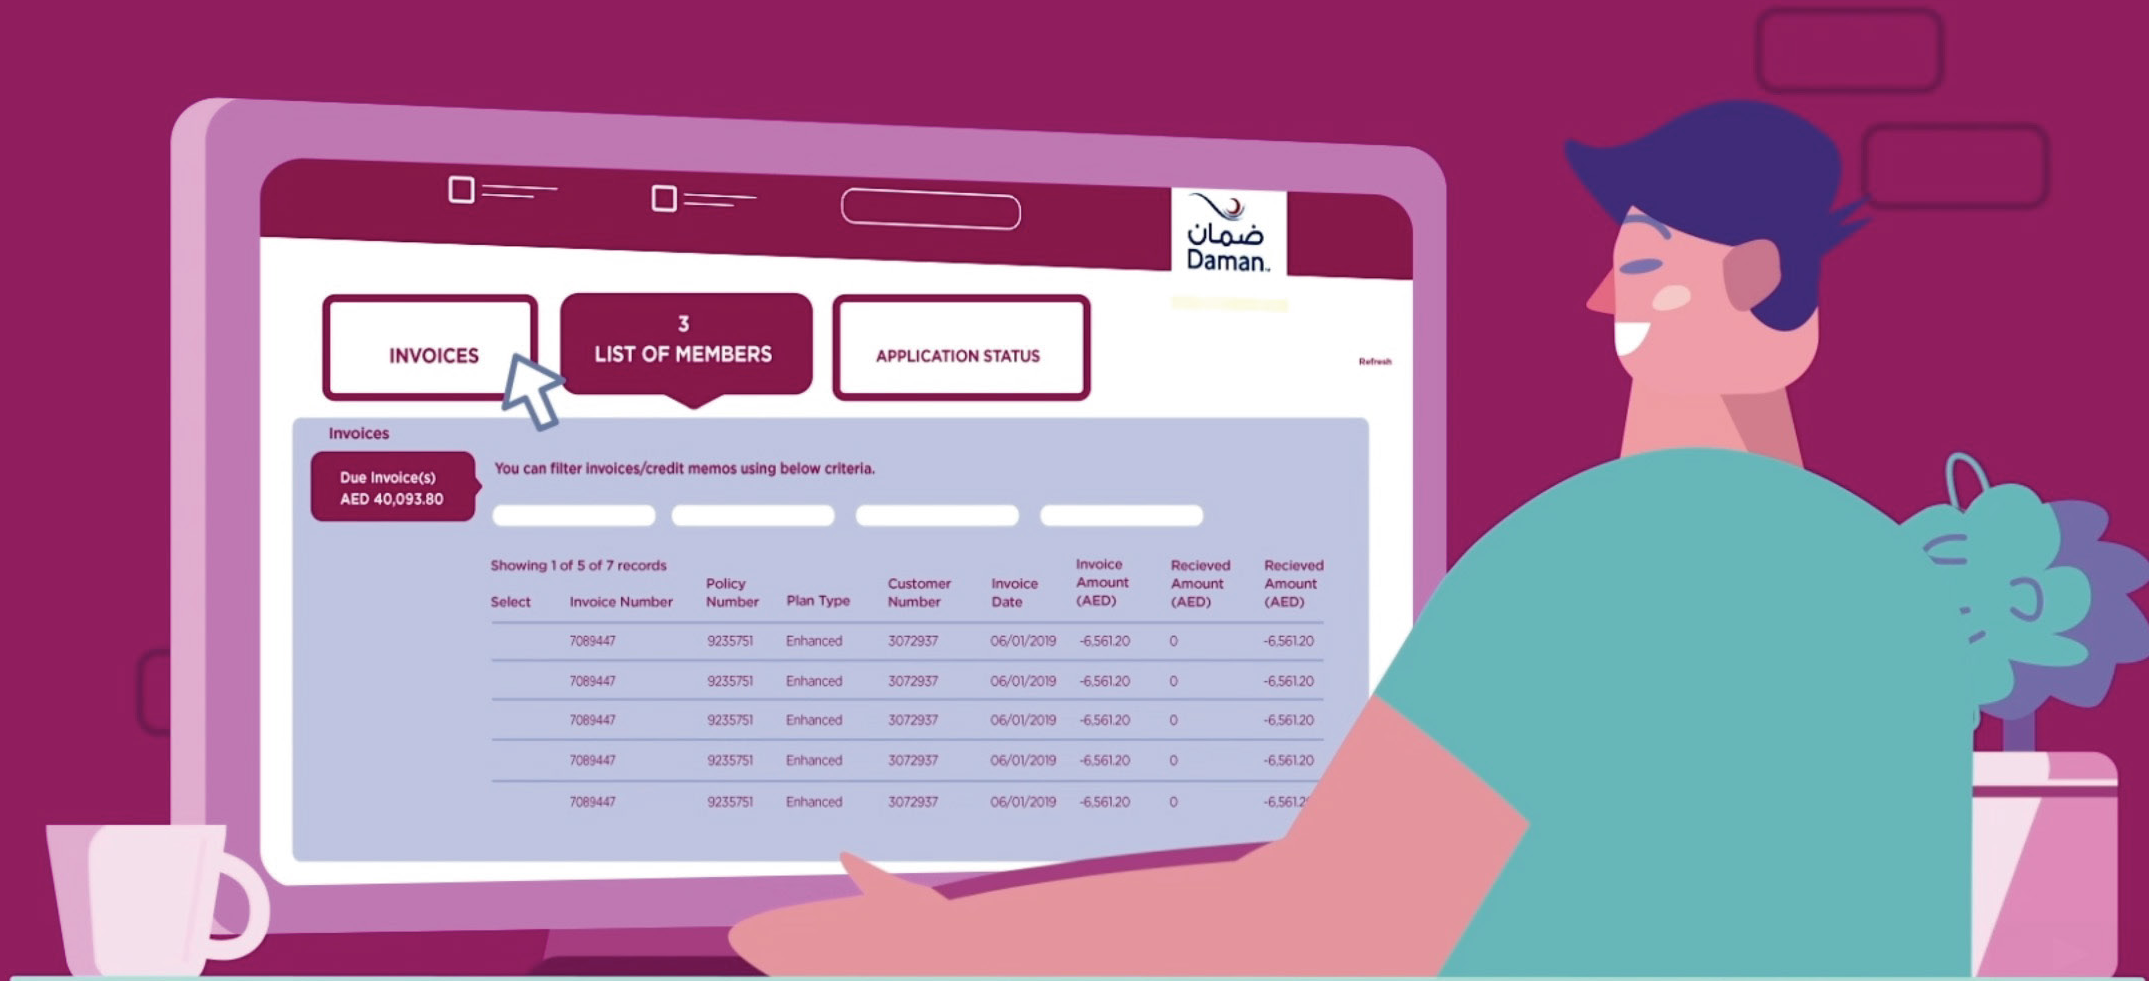 ضمان
Daman
INVOICES
3
LIST OF MEMBERS
APPLICATION STATUS
Refresh
Invoices
Due Invoice(s)
AED 40,093.80
You can filter invoices/credit memos using below criteria.
Showing 1 of 5 of 7 records
Select Invoice Number Policy Number Plan Type Customer Number Invoice Date Invoice Amount (AED) Recieved Amount (AED) Recieved Amount (AED)
7089447 9235751 Enhanced 3072937 06/01/2019 -6,561.20 0 -6,561.20
7089447 9235751 Enhanced 3072937 06/01/2019 -6,561.20 0 -6,561.20
7089447 9235751 Enhanced 3072937 06/01/2019 -6,561.20 0 -6,561.20
7089447 9235751 Enhanced 3072937 06/01/2019 -6,561.20 0 -6,561.20
7089447 9235751 Enhanced 3072937 06/01/2019 -6,561.20 0 -6,561.2